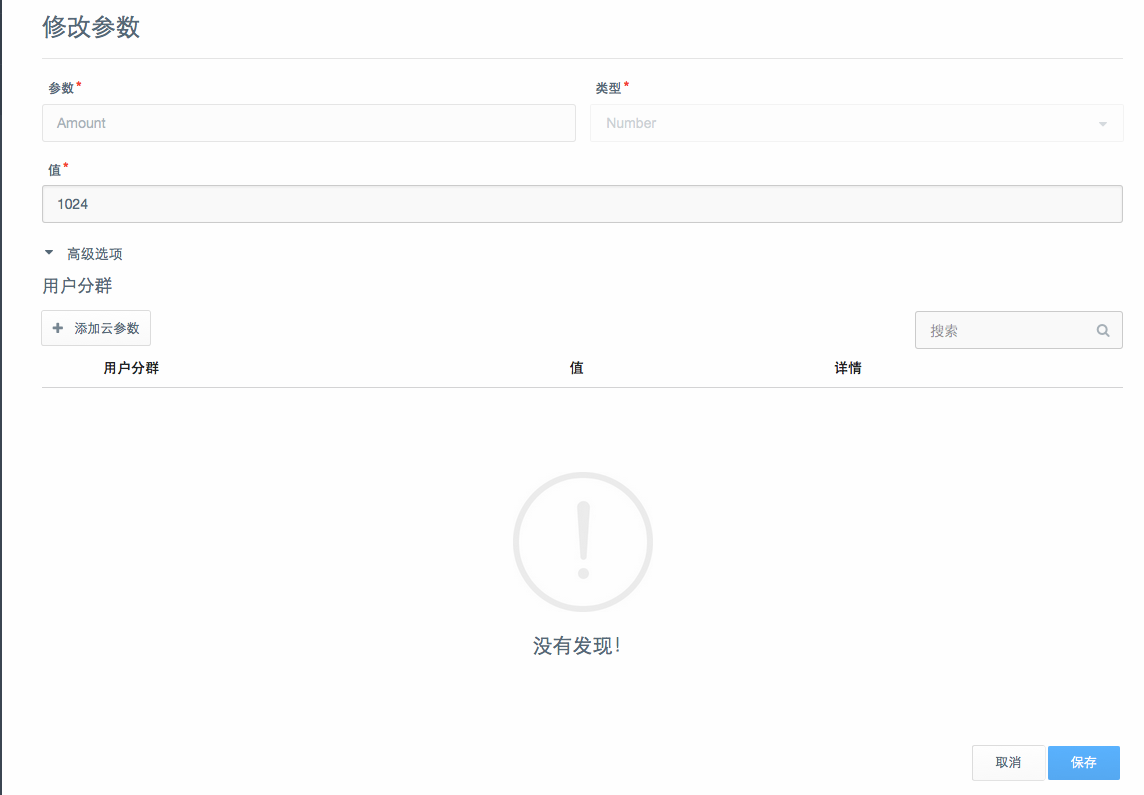 修改参数
参数* 类型*
Amount Number
值*
1024
高级选项
用户分群
添加云参数 搜索
用户分群 值 详情
没有发现!
取消 保存